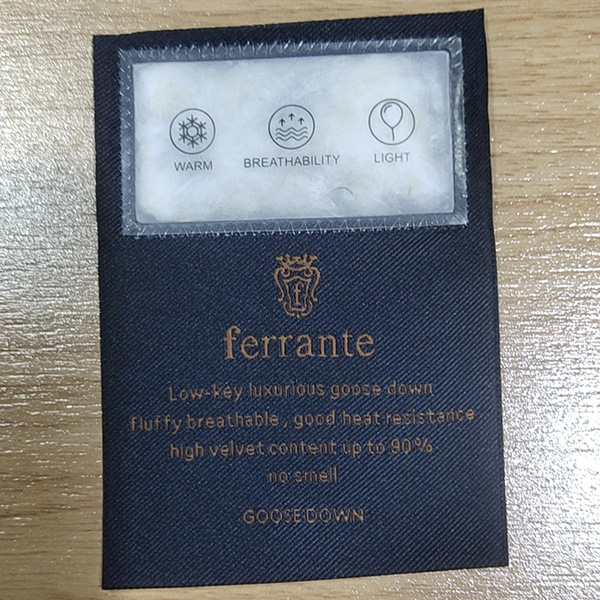 WARM BREATHABILITY LIGHT
f
ferrante
Low-key luxurious goose down
fluffy breathable, good heat resistance
high velvet content up to 90%
no smell
GOOSE DOWN